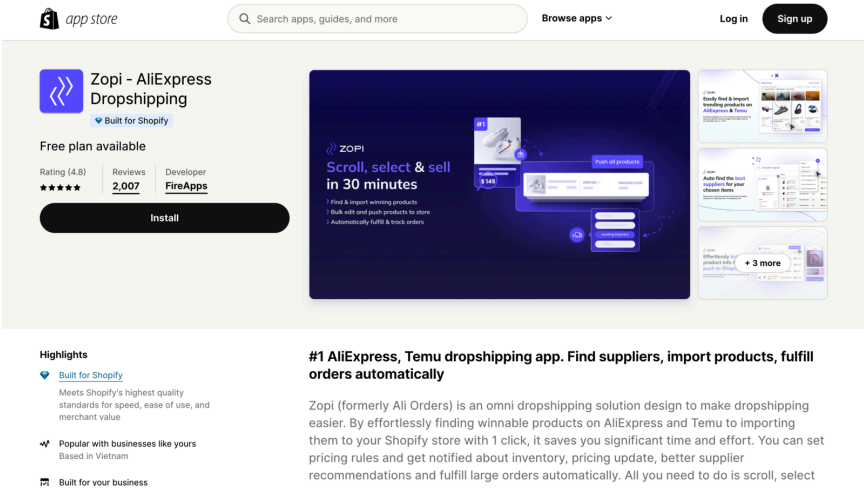 app store
Search apps, guides, and more
Browse apps
Log in
Sign up
Zopi - AliExpress
Dropshipping
Built for Shopify
Free plan available
Rating (4.8)
Reviews
Developer
2,007
FireApps
Install
ZOPI
Scroll, select & sell
in 30 minutes
Find & import winning products
Bulk edit and push products to store
Automatically fulfill & track orders
#1
$ 145
Push all products
ZOPI
Easily find & import
trending products on
AliExpress & Temu
ZOPI
Auto find the best
suppliers for your
chosen items
ZOPI
Effortlessly
product info
push to Shopify
+ 3 more
Highlights
Built for Shopify
Meets Shopify's highest quality
standards for speed, ease of use, and
merchant value
Popular with businesses like yours
Based in Vietnam
Built for your business
#1 AliExpress, Temu dropshipping app. Find suppliers, import products, fulfill
orders automatically
Zopi (formerly Ali Orders) is an omni dropshipping solution design to make dropshipping
easier. By effortlessly finding winnable products on AliExpress and Temu to importing
them to your Shopify store with 1 click, it saves you significant time and effort. You can set
pricing rules and get notified about inventory, pricing update, better supplier
recommendations and fulfill large orders automatically. All you need to do is scroll, select